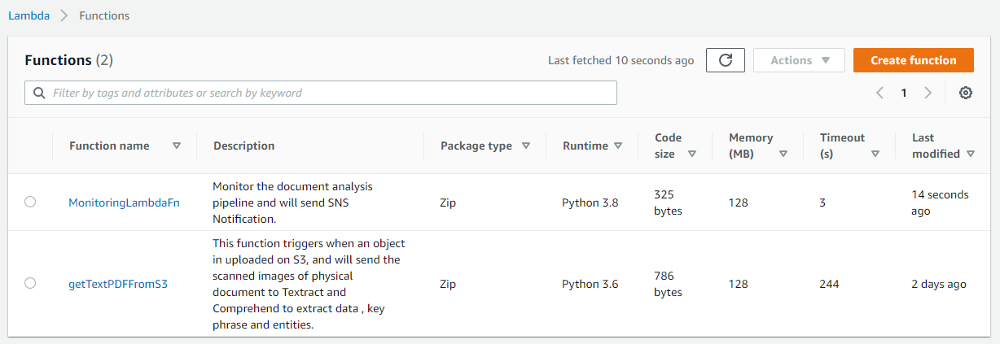 Lambda > Functions
Functions (2)
Last fetched 10 seconds ago
Actions
Create function
Filter by tags and attributes or search by keyword
1
Function name
Description
Package type
Runtime
Code
size
Memory
(MB)
Timeout
(s)
Last
modified
MonitoringLambdaFn
Monitor the document analysis
pipeline and will send SNS
Notification.
Zip
Python 3.8
325
bytes
128
3
14 seconds
ago
getTextPDFFromS3
This function triggers when an object
in uploaded on S3, and will send the
scanned images of physical
document to Textract and
Comprehend to extract data , key
phrase and entities.
Zip
Python 3.6
786
bytes
128
244
2 days ago